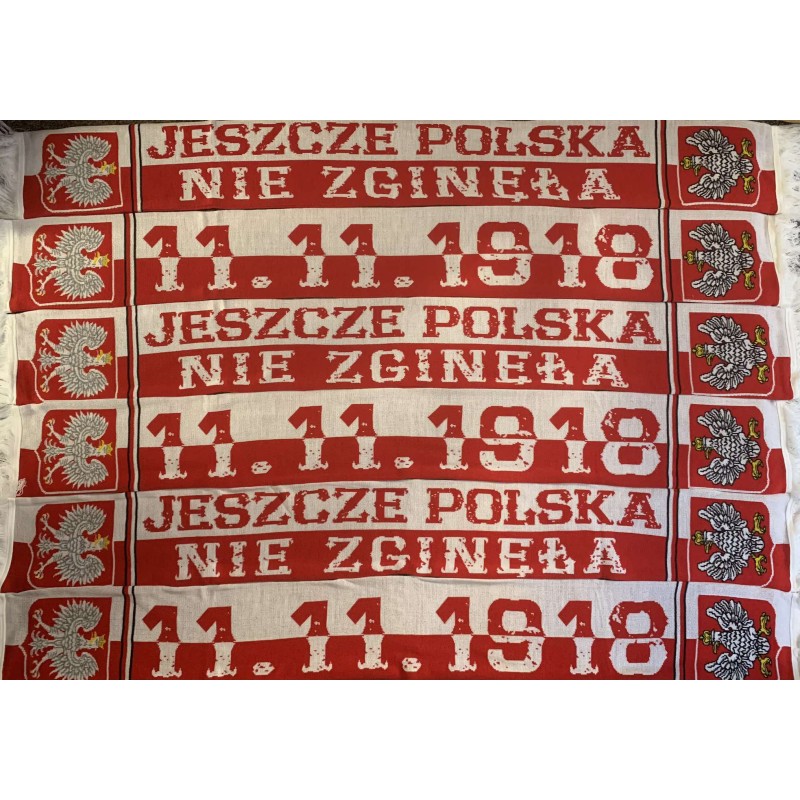 JESZCZE POLSKA
NIE ZGINĘŁA
11.11.1918
JESZCZE POLSKA
NIE ZGINĘŁA
11.11.1918
JESZCZE POLSKA
NIE ZGINĘŁA
11.11.1918